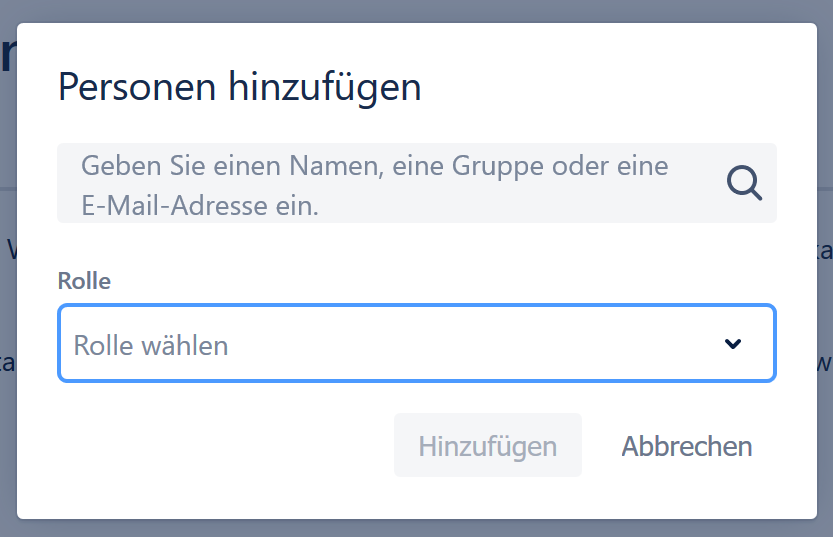 Personen hinzufügen
Geben Sie einen Namen, eine Gruppe oder eine
E-Mail-Adresse ein.
Rolle
Rolle wählen
Hinzufügen Abbrechen